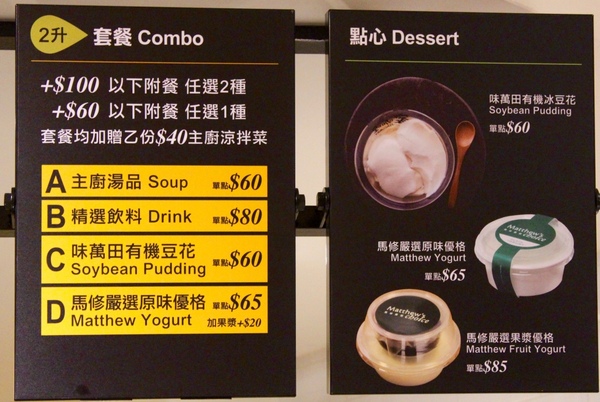 2升 套餐 Combo
+$100 以下附餐 任選2種
+$60 以下附餐 任選1種
套餐均加贈乙份$40主廚涼拌菜
A 主廚湯品 Soup 單點$60
B 精選飲料 Drink 單點$80
C 味萬田有機豆花 Soybean Pudding 單點$60
D 馬修嚴選原味優格 Matthew Yogurt 單點$65
加果漿+$20
點心 Dessert
味萬田有機冰豆花
Soybean Pudding
單點$60
馬修嚴選原味優格
Matthew Yogurt
單點$65
Matthew's
choice
Matthew's
choice
馬修嚴選果漿優格
Matthew Fruit Yogurt
單點$85